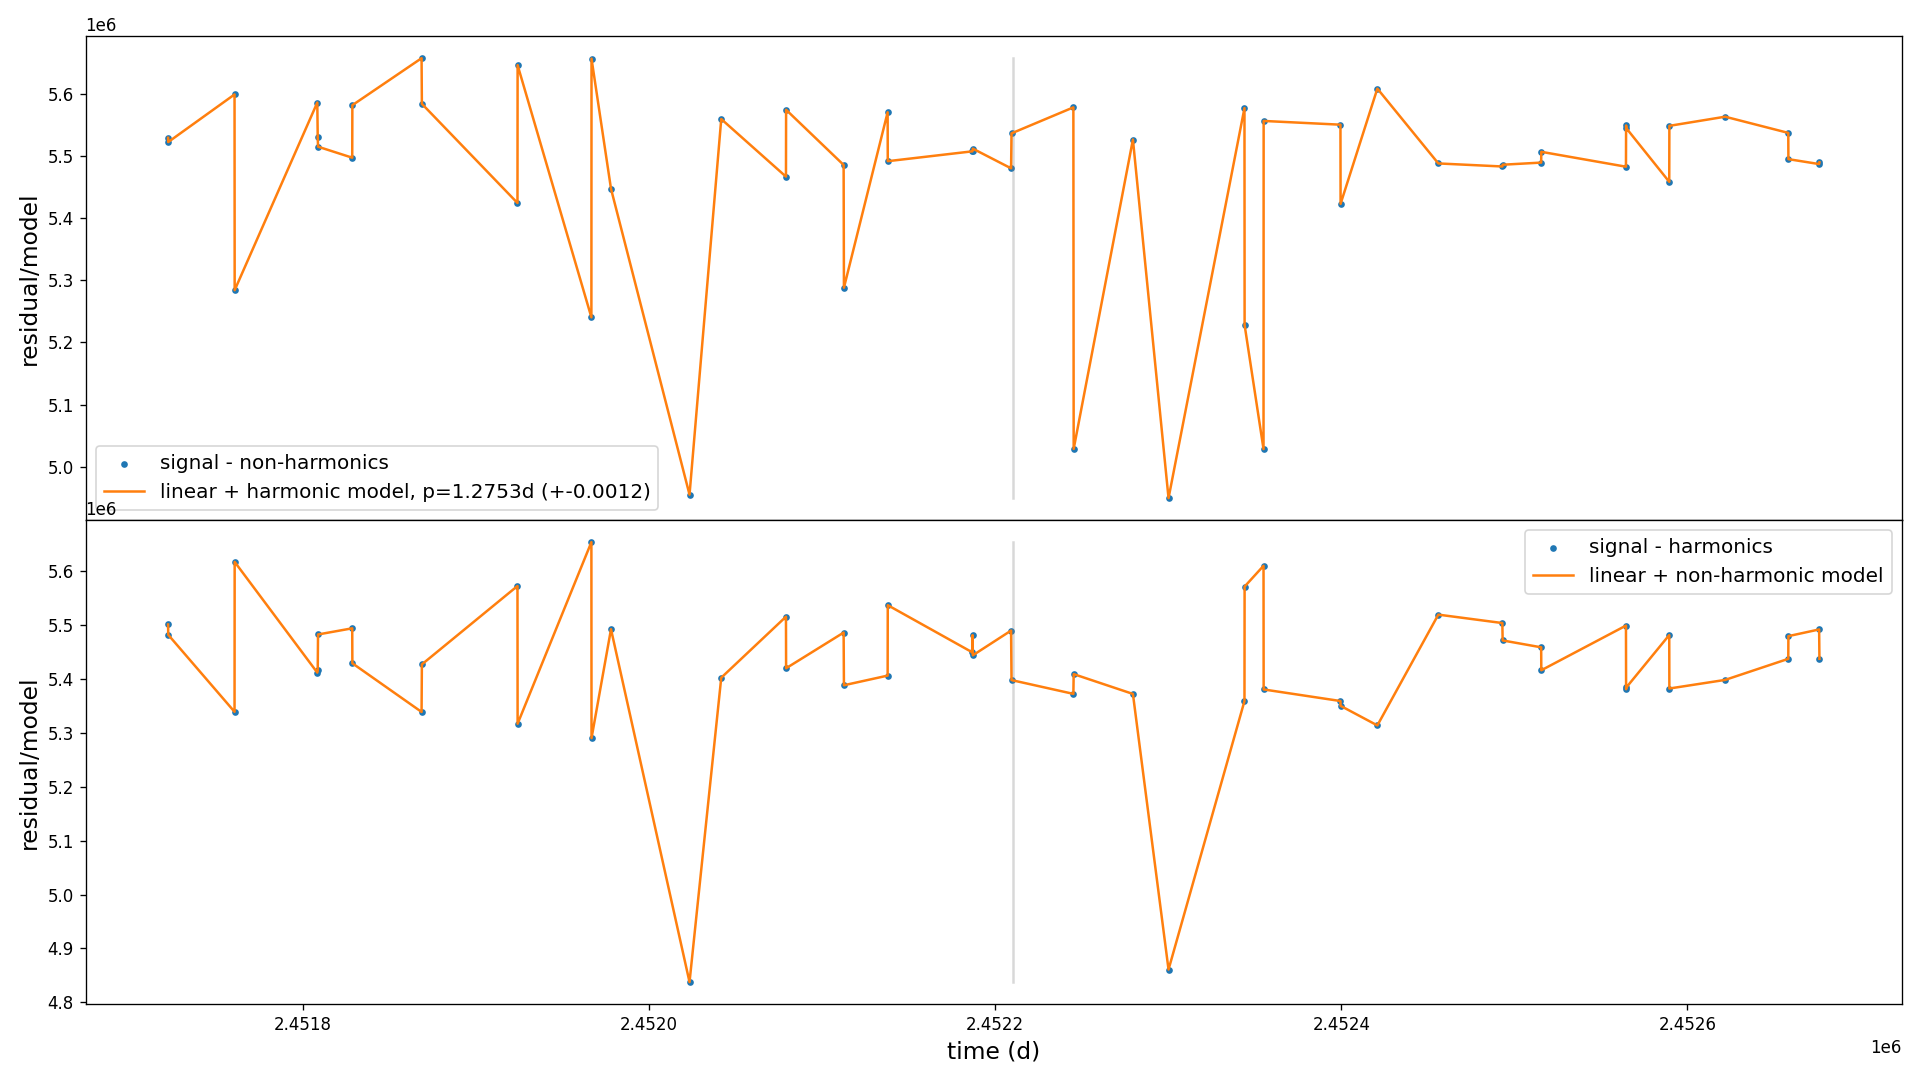 1e6
5.6
5.5
5.4
5.3
5.2
5.1
5.0
residual/model
signal - non-harmonics
linear + harmonic model, p=1.2753d (+-0.0012)
1e6
5.6
5.5
5.4
5.3
5.2
5.1
5.0
4.9
4.8
residual/model
signal - harmonics
linear + non-harmonic model
2.4518
2.4520
2.4522
2.4524
2.4526
time (d)
1e6